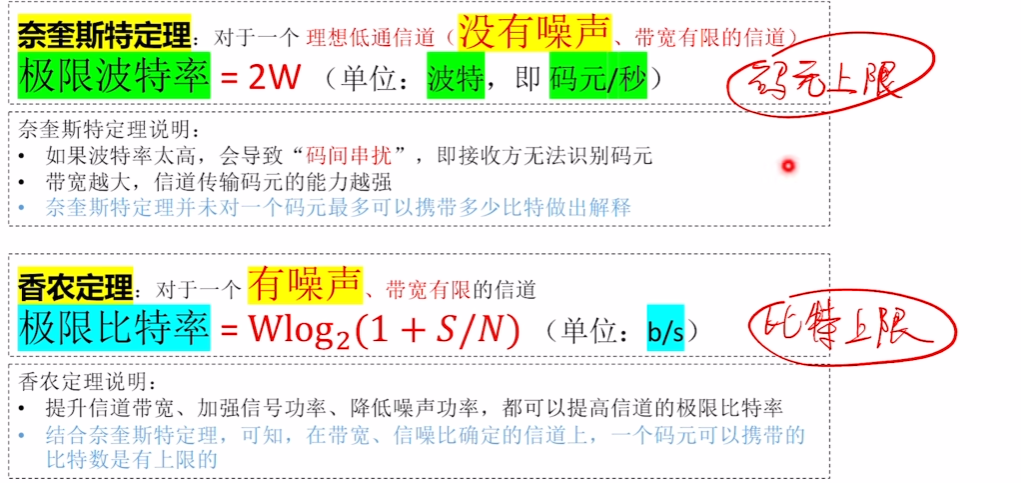 奈奎斯特定理：对于一个 理想低通信道（没有噪声、带宽有限的信道）
极限波特率 = 2W （单位：波特，即 码元/秒）
码元上限
奈奎斯特定理说明：
• 如果波特率太高，会导致“码间串扰”，即接收方无法识别码元
• 带宽越大，信道传输码元的能力越强
• 奈奎斯特定理并未对一个码元最多可以携带多少比特做出解释
香农定理：对于一个 有噪声、带宽有限的信道
极限比特率 = Wlog₂(1 + S/N) （单位：b/s）
比特上限
香农定理说明：
• 提升信道带宽、加强信号功率、降低噪声功率，都可以提高信道的极限比特率
• 结合奈奎斯特定理，可知，在带宽、信噪比确定的信道上，一个码元可以携带的
比特数是有上限的